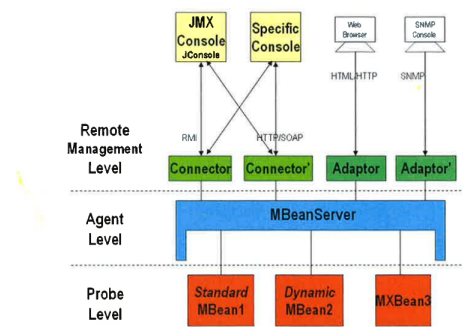 JMX
Console
JConsole
Specific
Console
Web
Browser
SNMP
Console
HTML/HTTP
SNMP
RMI
HTTP/SOAP
Remote
Management
Level
Connector
Connector'
Adaptor
Adaptor'
Agent
Level
MBeanServer
Probe
Level
Standard
MBean1
Dynamic
MBean2
MXBean3